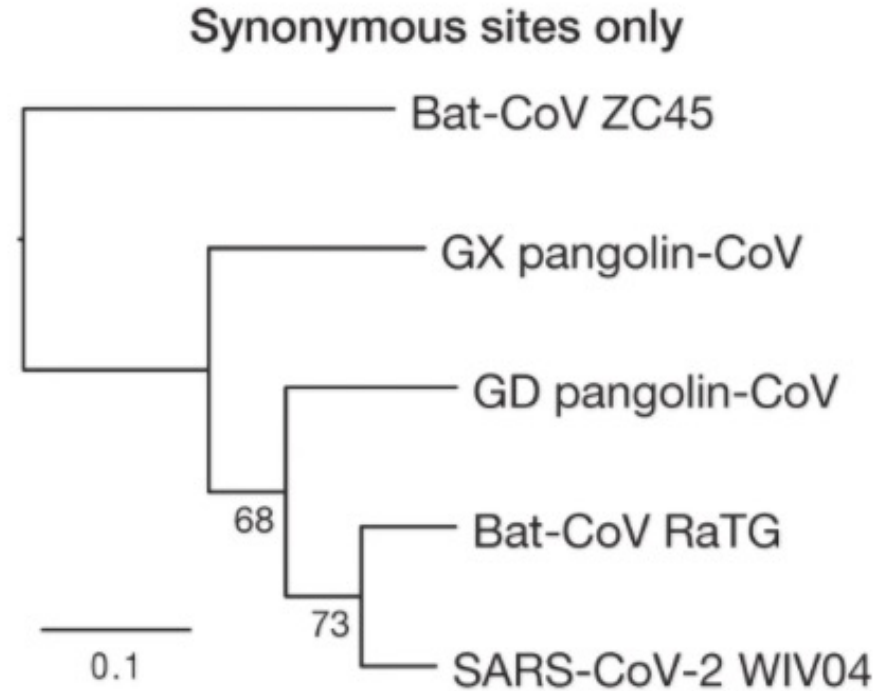 Synonymous sites only
Bat-CoV ZC45
GX pangolin-CoV
GD pangolin-CoV
68
Bat-CoV RaTG
73
0.1
SARS-CoV-2 WIV04